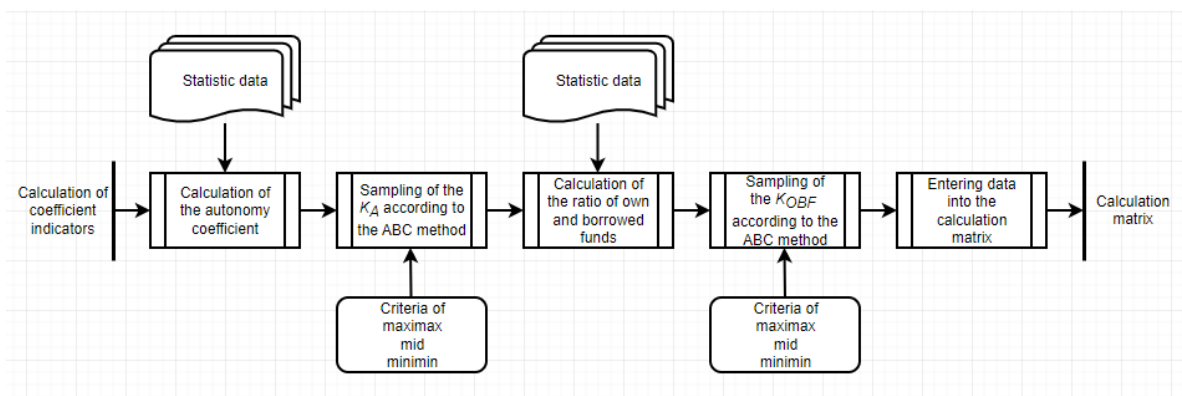 Statistic data
Statistic data
Calculation of
coefficient
indicators
Calculation of
the autonomy
coefficient
Sampling of the
K_A according to
the ABC method
Calculation of
the ratio of own
and borrowed
funds
Sampling of
the K_OBF
according to the
ABC method
Entering data
into the
calculation
matrix
Calculation
matrix
Criteria of
maximax
mid
minimin
Criteria of
maximax
mid
minimin